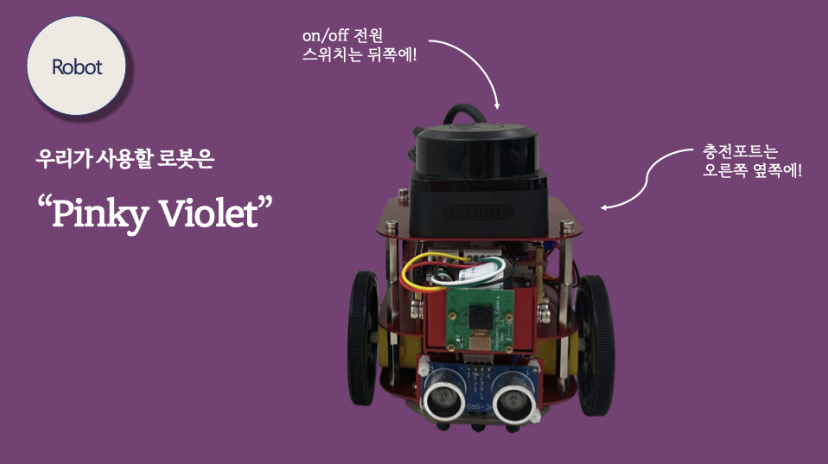 Robot
on/off 전원
스위치는 뒤쪽에!
우리가 사용할 로봇은
“Pinky Violet”
충전포트는
오른쪽 옆쪽에!